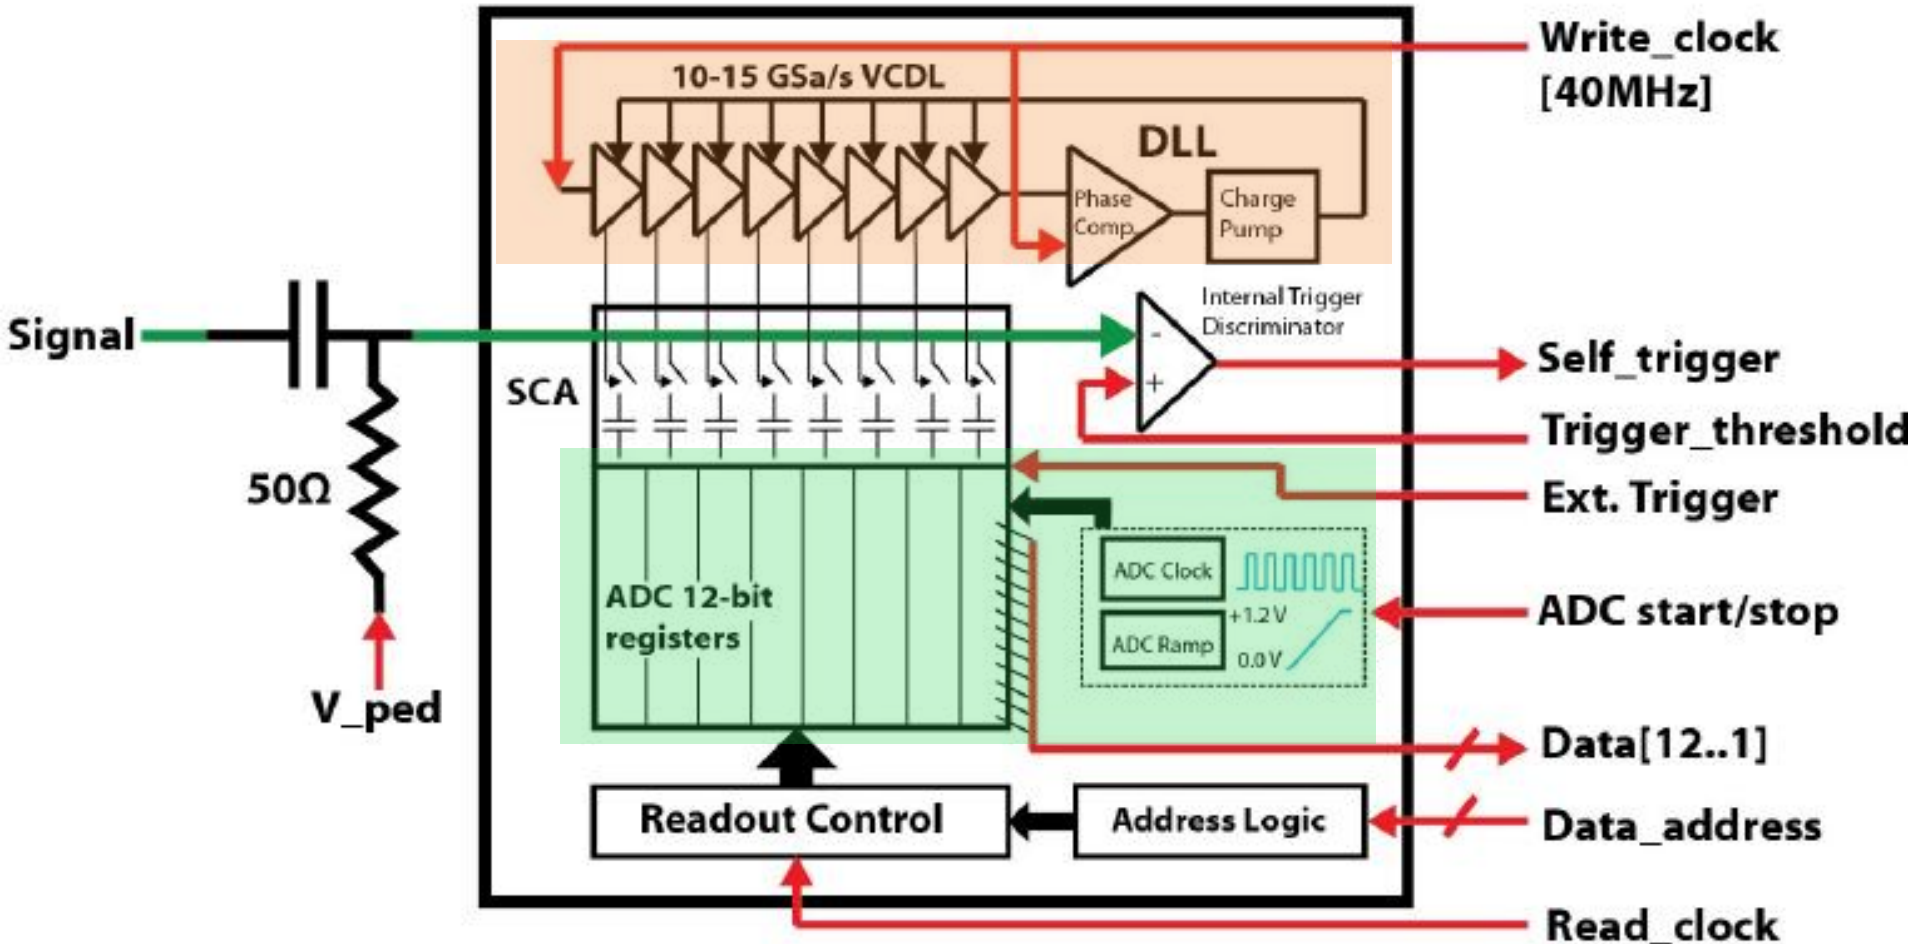 Write_clock
[40MHz]
10-15 GSa/s VCDL
DLL
Phase
Comp.
Charge
Pump
Signal
Internal Trigger
Discriminator
-
+
Self_trigger
SCA
Trigger_threshold
50Ω
Ext. Trigger
ADC Clock
ADC 12-bit
registers
+1.2 V
ADC Ramp
0.0 V
ADC start/stop
V_ped
Data[12..1]
Readout Control
Address Logic
Data_address
Read_clock